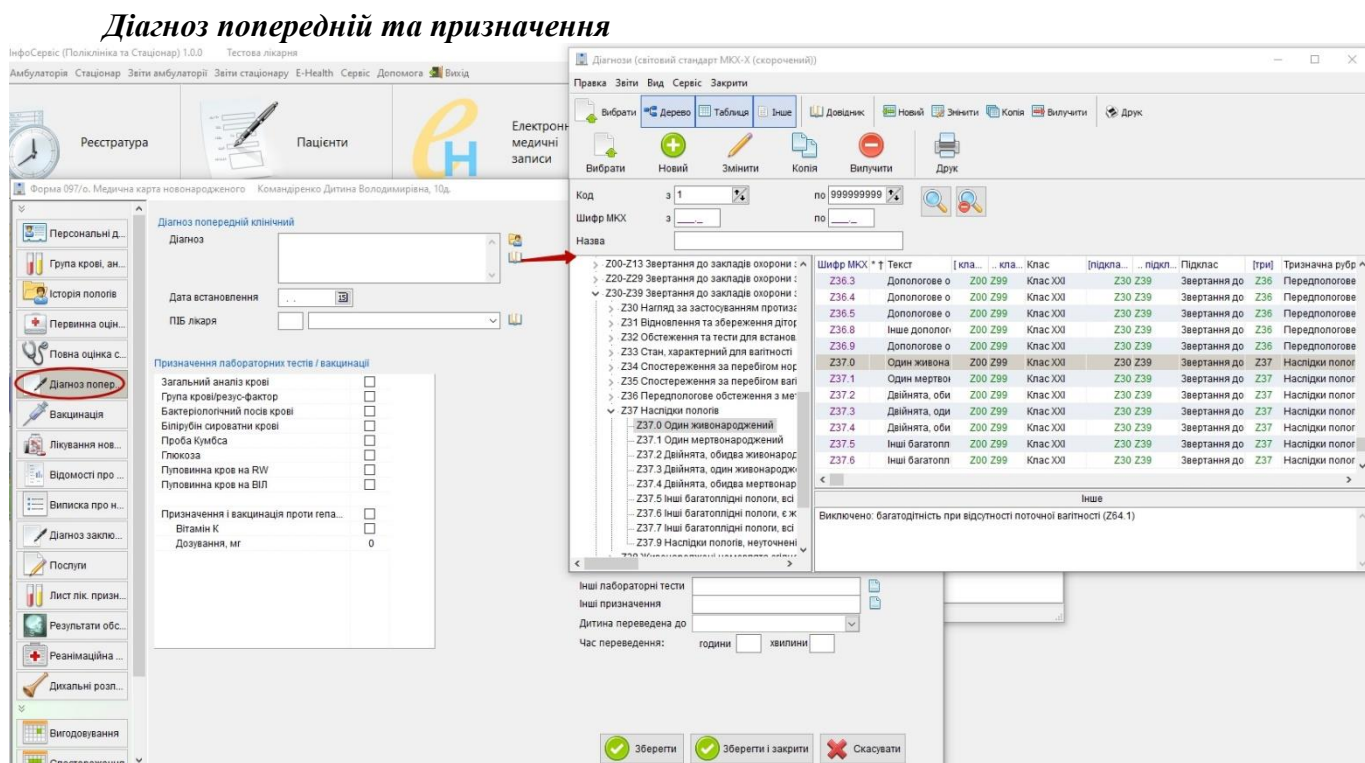 Діагноз попередній та призначення
ІнфоСервіс (Поліклініка та Стаціонар) 1.0.0 Тестова лікарня
Амбулаторія Стаціонар Звіти амбулаторії Звіти стаціонару E-Health Сервіс Допомога Вихід
Реєстратура
Пацієнти
Електронн
медичні
записи
Форма 097/о. Медична карта новонародженого Командіренко Дитина Володимирівна, 10д.
Персональні д...
Група крові, ан...
Історія пологів
Первинна оцін...
Повна оцінка с...
Діагноз попер...
Вакцинація
Лікування нов...
Відомості про ...
Виписка про н...
Діагноз заклю...
Послуги
Лист лік. призн...
Результати обс...
Реанімаційна ...
Дихальні розл...
Вигодовування
Спостереження
Діагноз попередній клінічний
Діагноз
Дата встановлення . . 15
ПІБ лікаря
Призначення лабораторних тестів / вакцинації
Загальний аналіз крові
Група крові/резус-фактор
Бактеріологічний посів крові
Білірубін сироватни крові
Проба Кумбса
Глюкоза
Пуповинна кров на RW
Пуповинна кров на ВІЛ
Призначення і вакцинація проти гепа...
Вітамін К
Дозування, мг 0
Діагнози (світовий стандарт МКХ-X (скорочений))
Правка Звіти Вид Сервіс Закрити
Вибрати Дерево Таблиця Інше Довідник Новий Змінити Копія Вилучити Друк
Вибрати Новий Змінити Копія Вилучити Друк
Код з 1 по 999999999
Шифр МКХ з ___._ по ___._
Назва
Z00-Z13 Звертання до закладів охорони з
Z20-Z29 Звертання до закладів охорони з
Z30-Z39 Звертання до закладів охорони з
Z30 Нагляд за застосуванням протиза
Z31 Відновлення та збереження дітор
Z32 Обстеження та тести для встанов.
Z33 Стан, характерний для вагітності
Z34 Спостереження за перебігом нор
Z35 Спостереження за перебігом вагі
Z36 Передпологове обстеження з мет
Z37 Наслідки пологів
Z37.0 Один живонароджений
Z37.1 Один мертвонароджений
Z37.2 Двійнята, обидва живонарод
Z37.3 Двійнята, один живонародже
Z37.4 Двійнята, обидва мертвонар
Z37.5 Інші багатоплідні пологи, всі
Z37.6 Інші багатоплідні пологи, є ж
Z37.7 Інші багатоплідні пологи, всі
Z37.9 Наслідки пологів, неуточнені
Шифр МКХ * ↑ Текст [ кла... .. кла... Клас [підкла... .. підкл... Підклас [три] Тризначна рубр
Z36.3 Допологове о Z00 Z99 Клас XXI Z30 Z39 Звертання до Z36 Передпологове
Z36.4 Допологове о Z00 Z99 Клас XXI Z30 Z39 Звертання до Z36 Передпологове
Z36.5 Допологове о Z00 Z99 Клас XXI Z30 Z39 Звертання до Z36 Передпологове
Z36.8 Інше дополого Z00 Z99 Клас XXI Z30 Z39 Звертання до Z36 Передпологове
Z36.9 Допологове о Z00 Z99 Клас XXI Z30 Z39 Звертання до Z36 Передпологове
Z37.0 Один живона Z00 Z99 Клас XXI Z30 Z39 Звертання до Z37 Наслідки полог
Z37.1 Один мертвон Z00 Z99 Клас XXI Z30 Z39 Звертання до Z37 Наслідки полог
Z37.2 Двійнята, оби Z00 Z99 Клас XXI Z30 Z39 Звертання до Z37 Наслідки полог
Z37.3 Двійнята, оди Z00 Z99 Клас XXI Z30 Z39 Звертання до Z37 Наслідки полог
Z37.4 Двійнята, оби Z00 Z99 Клас XXI Z30 Z39 Звертання до Z37 Наслідки полог
Z37.5 Інші багатопл Z00 Z99 Клас XXI Z30 Z39 Звертання до Z37 Наслідки полог
Z37.6 Інші багатопл Z00 Z99 Клас XXI Z30 Z39 Звертання до Z37 Наслідки полог
Інше
Виключено: багатодітність при відсутності поточної вагітності (Z64.1)
Інші лабораторні тести
Інші призначення
Дитина переведена до
Час переведення: години хвилини
Зберегти Зберегти і закрити Скасувати